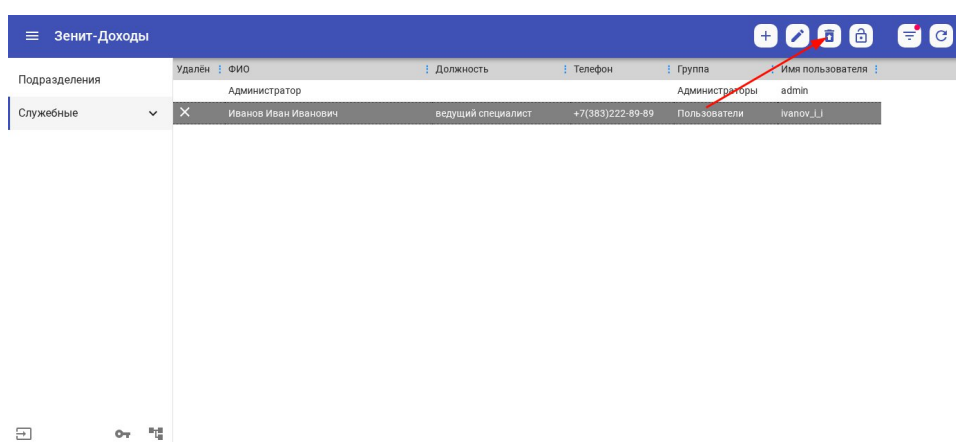 Зенит-Доходы
Подразделения
Служебные
Удалён ФИО Должность Телефон Группа Имя пользователя
Администратор Администраторы admin
Иванов Иван Иванович ведущий специалист +7(383)222-89-89 Пользователи ivanov_i_i